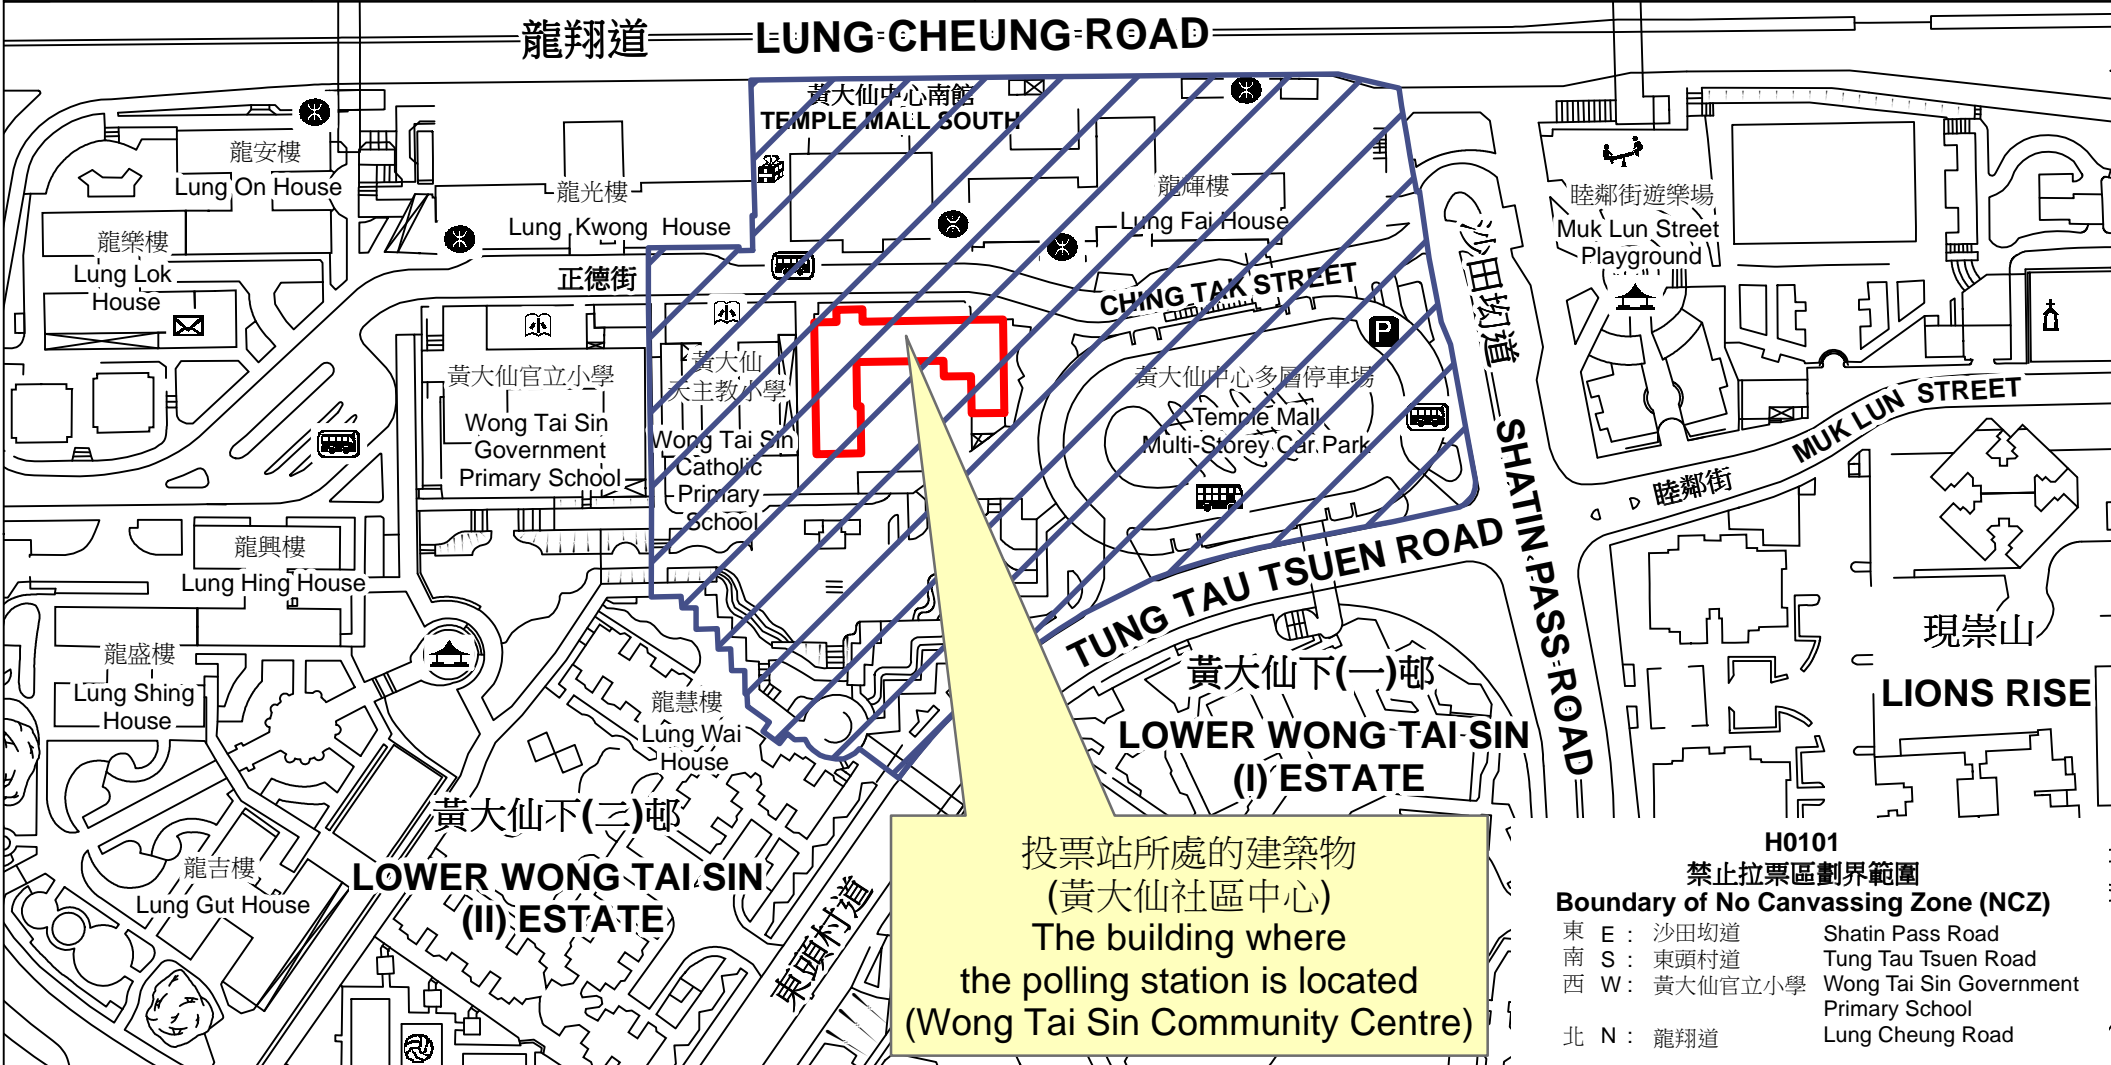 龍翔道 LUNG CHEUNG ROAD
黃大仙中心南館
TEMPLE MALL SOUTH
龍安樓
Lung On House
龍光樓
Lung Kwong House
龍輝樓
Lung Fai House
睦鄰街遊樂場
Muk Lun Street
Playground
龍樂樓
Lung Lok
House
正德街
CHING TAK STREET
沙田坳道
SHATIN PASS ROAD
小
小
P
黃大仙官立小學
Wong Tai Sin
Government
Primary School
黃大仙
天主教小學
Wong Tai Sin
Catholic
Primary
School
黃大仙中心多層停車場
Temple Mall
Multi-Storey Car Park
睦鄰街
MUK LUN STREET
龍興樓
Lung Hing House
TUNG TAU TSUEN ROAD
龍盛樓
Lung Shing
House
龍慧樓
Lung Wai
House
黃大仙下(一)邨
LOWER WONG TAI SIN
(I) ESTATE
現崇山
LIONS RISE
黃大仙下(二)邨
LOWER WONG TAI SIN
(II) ESTATE
龍吉樓
Lung Gut House
東頭村道
投票站所處的建築物
(黃大仙社區中心)
The building where
the polling station is located
(Wong Tai Sin Community Centre)
H0101
禁止拉票區劃界範圍
Boundary of No Canvassing Zone (NCZ)
東 E : 沙田坳道 Shatin Pass Road
南 S : 東頭村道 Tung Tau Tsuen Road
西 W : 黃大仙官立小學 Wong Tai Sin Government
Primary School
北 N : 龍翔道 Lung Cheung Road